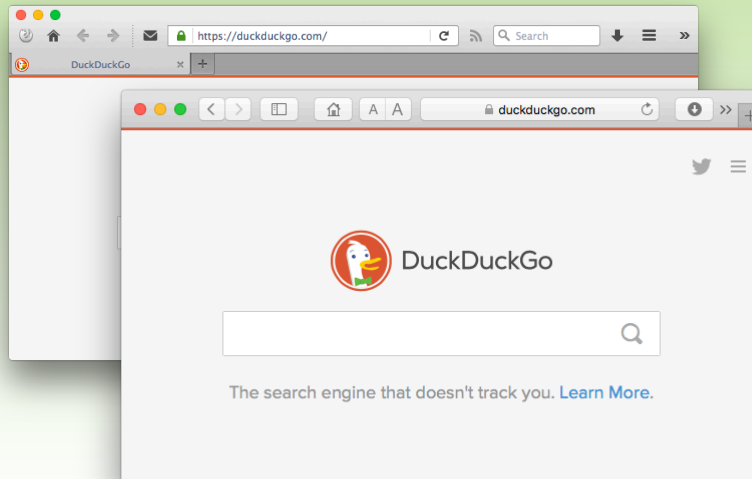 https://duckduckgo.com/
Search
DuckDuckGo
A A
duckduckgo.com
DuckDuckGo
The search engine that doesn't track you. Learn More.